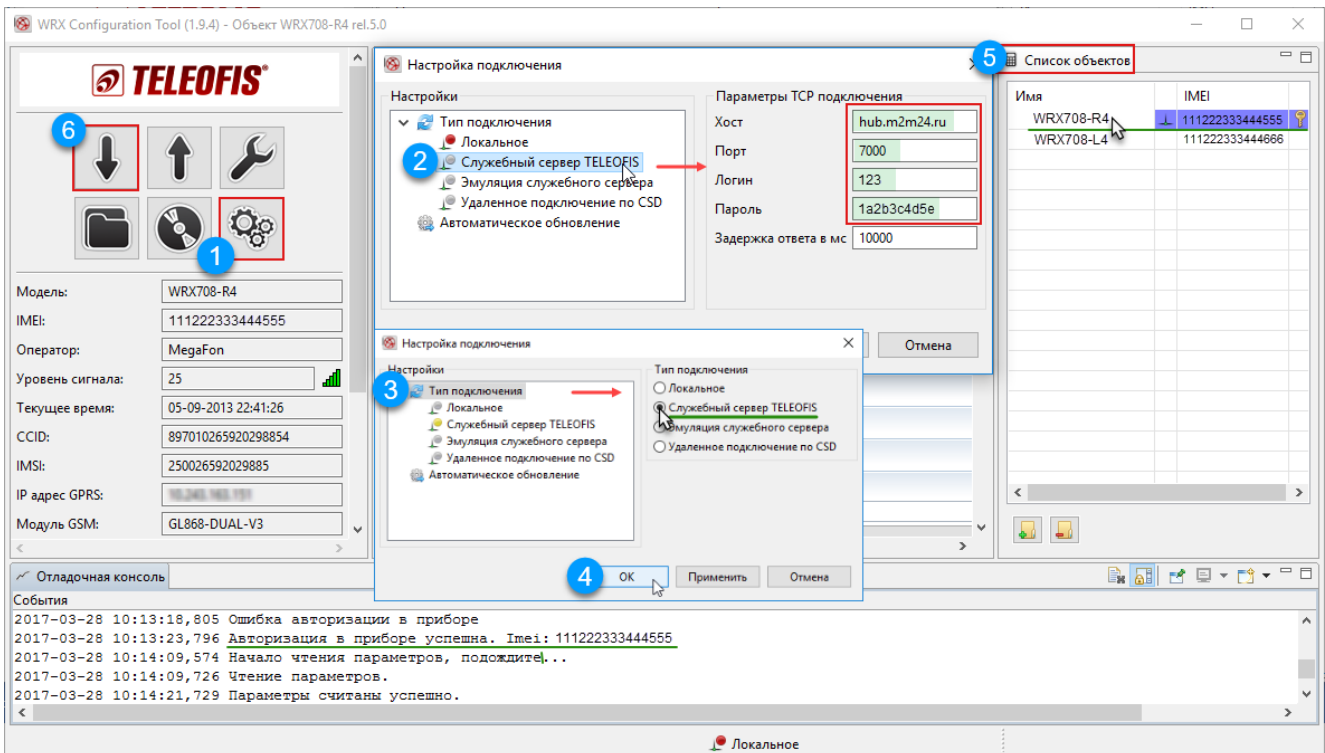 WRX Configuration Tool (1.9.4) - Объект WRX708-R4 rel.5.0
TELEOFIS
6
1
Модель: WRX708-R4
IMEI: 111222333444555
Оператор: MegaFon
Уровень сигнала: 25
Текущее время: 05-09-2013 22:41:26
CCID: 897010265920298854
IMSI: 250026592029885
IP адрес GPRS:
Модуль GSM: GL868-DUAL-V3
Настройка подключения
Настройки
Тип подключения
Локальное
2
Служебный сервер TELEOFIS
Эмуляция служебного сервера
Удаленное подключение по CSD
Автоматическое обновление
Параметры TCP подключения
Хост hub.m2m24.ru
Порт 7000
Логин 123
Пароль 1a2b3c4d5e
Задержка ответа в мс 10000
Отмена
Настройка подключения
Настройки
3
Тип подключения
Локальное
Служебный сервер TELEOFIS
Эмуляция служебного сервера
Удаленное подключение по CSD
Автоматическое обновление
Тип подключения
Локальное
Служебный сервер TELEOFIS
Эмуляция служебного сервера
Удаленное подключение по CSD
4
OK Применить Отмена
5
Список объектов
Имя IMEI
WRX708-R4 111222333444555
WRX708-L4 111222333444666
Отладочная консоль
События
2017-03-28 10:13:18,805 Ошибка авторизации в приборе
2017-03-28 10:13:23,796 Авторизация в приборе успешна. Imei: 111222333444555
2017-03-28 10:14:09,574 Начало чтения параметров, подождите...
2017-03-28 10:14:09,726 Чтение параметров.
2017-03-28 10:14:21,729 Параметры считаны успешно.
Локальное